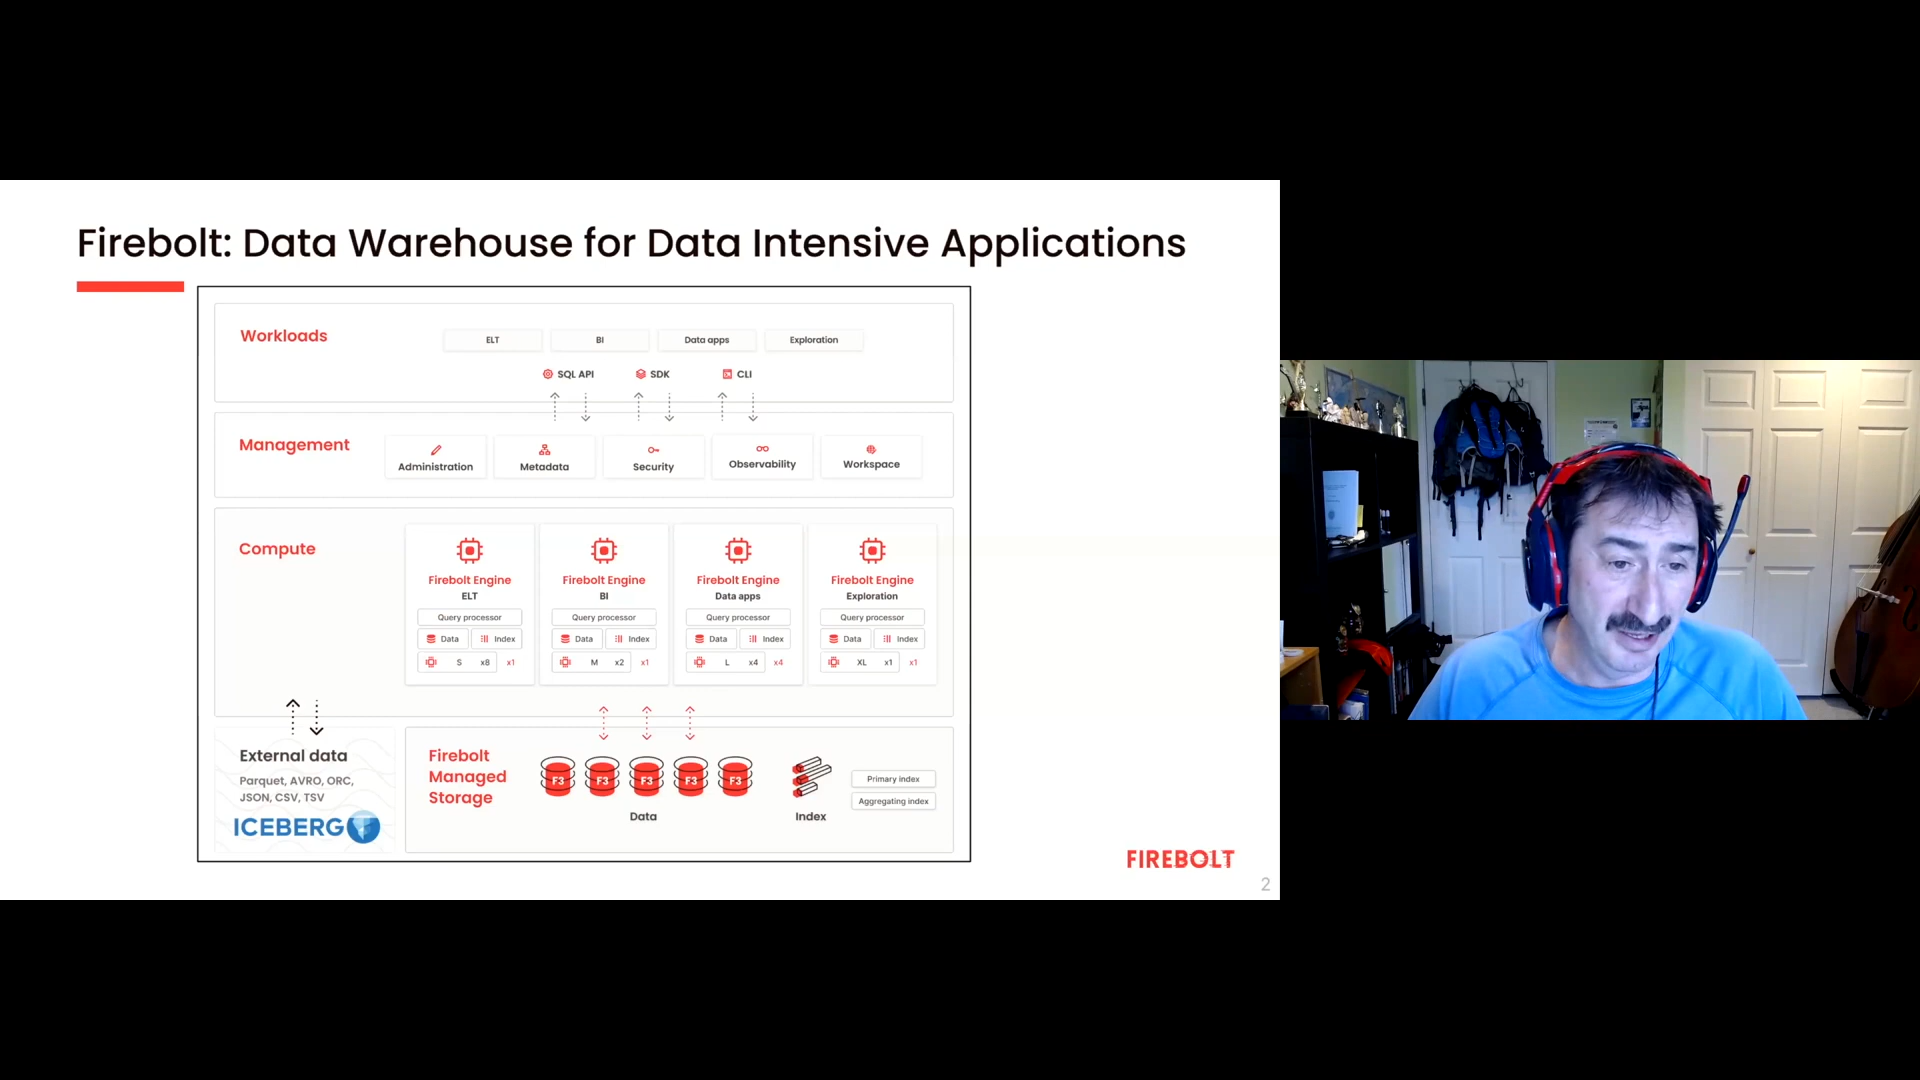 Firebolt: Data Warehouse for Data Intensive Applications
Workloads
ELT
BI
Data apps
Exploration
SQL API
SDK
CLI
Management
Administration
Metadata
Security
Observability
Workspace
Compute
Firebolt Engine
ELT
Query processor
Data
Index
S x8 x1
Firebolt Engine
BI
Query processor
Data
Index
M x2 x1
Firebolt Engine
Data apps
Query processor
Data
Index
L x4 x4
Firebolt Engine
Exploration
Query processor
Data
Index
XL x1 x1
External data
Parquet, AVRO, ORC,
JSON, CSV, TSV
ICEBERG
Firebolt
Managed
Storage
F3 F3 F3 F3 F3
Data
Index
Primary index
Aggregating index
FIREBOLT
2